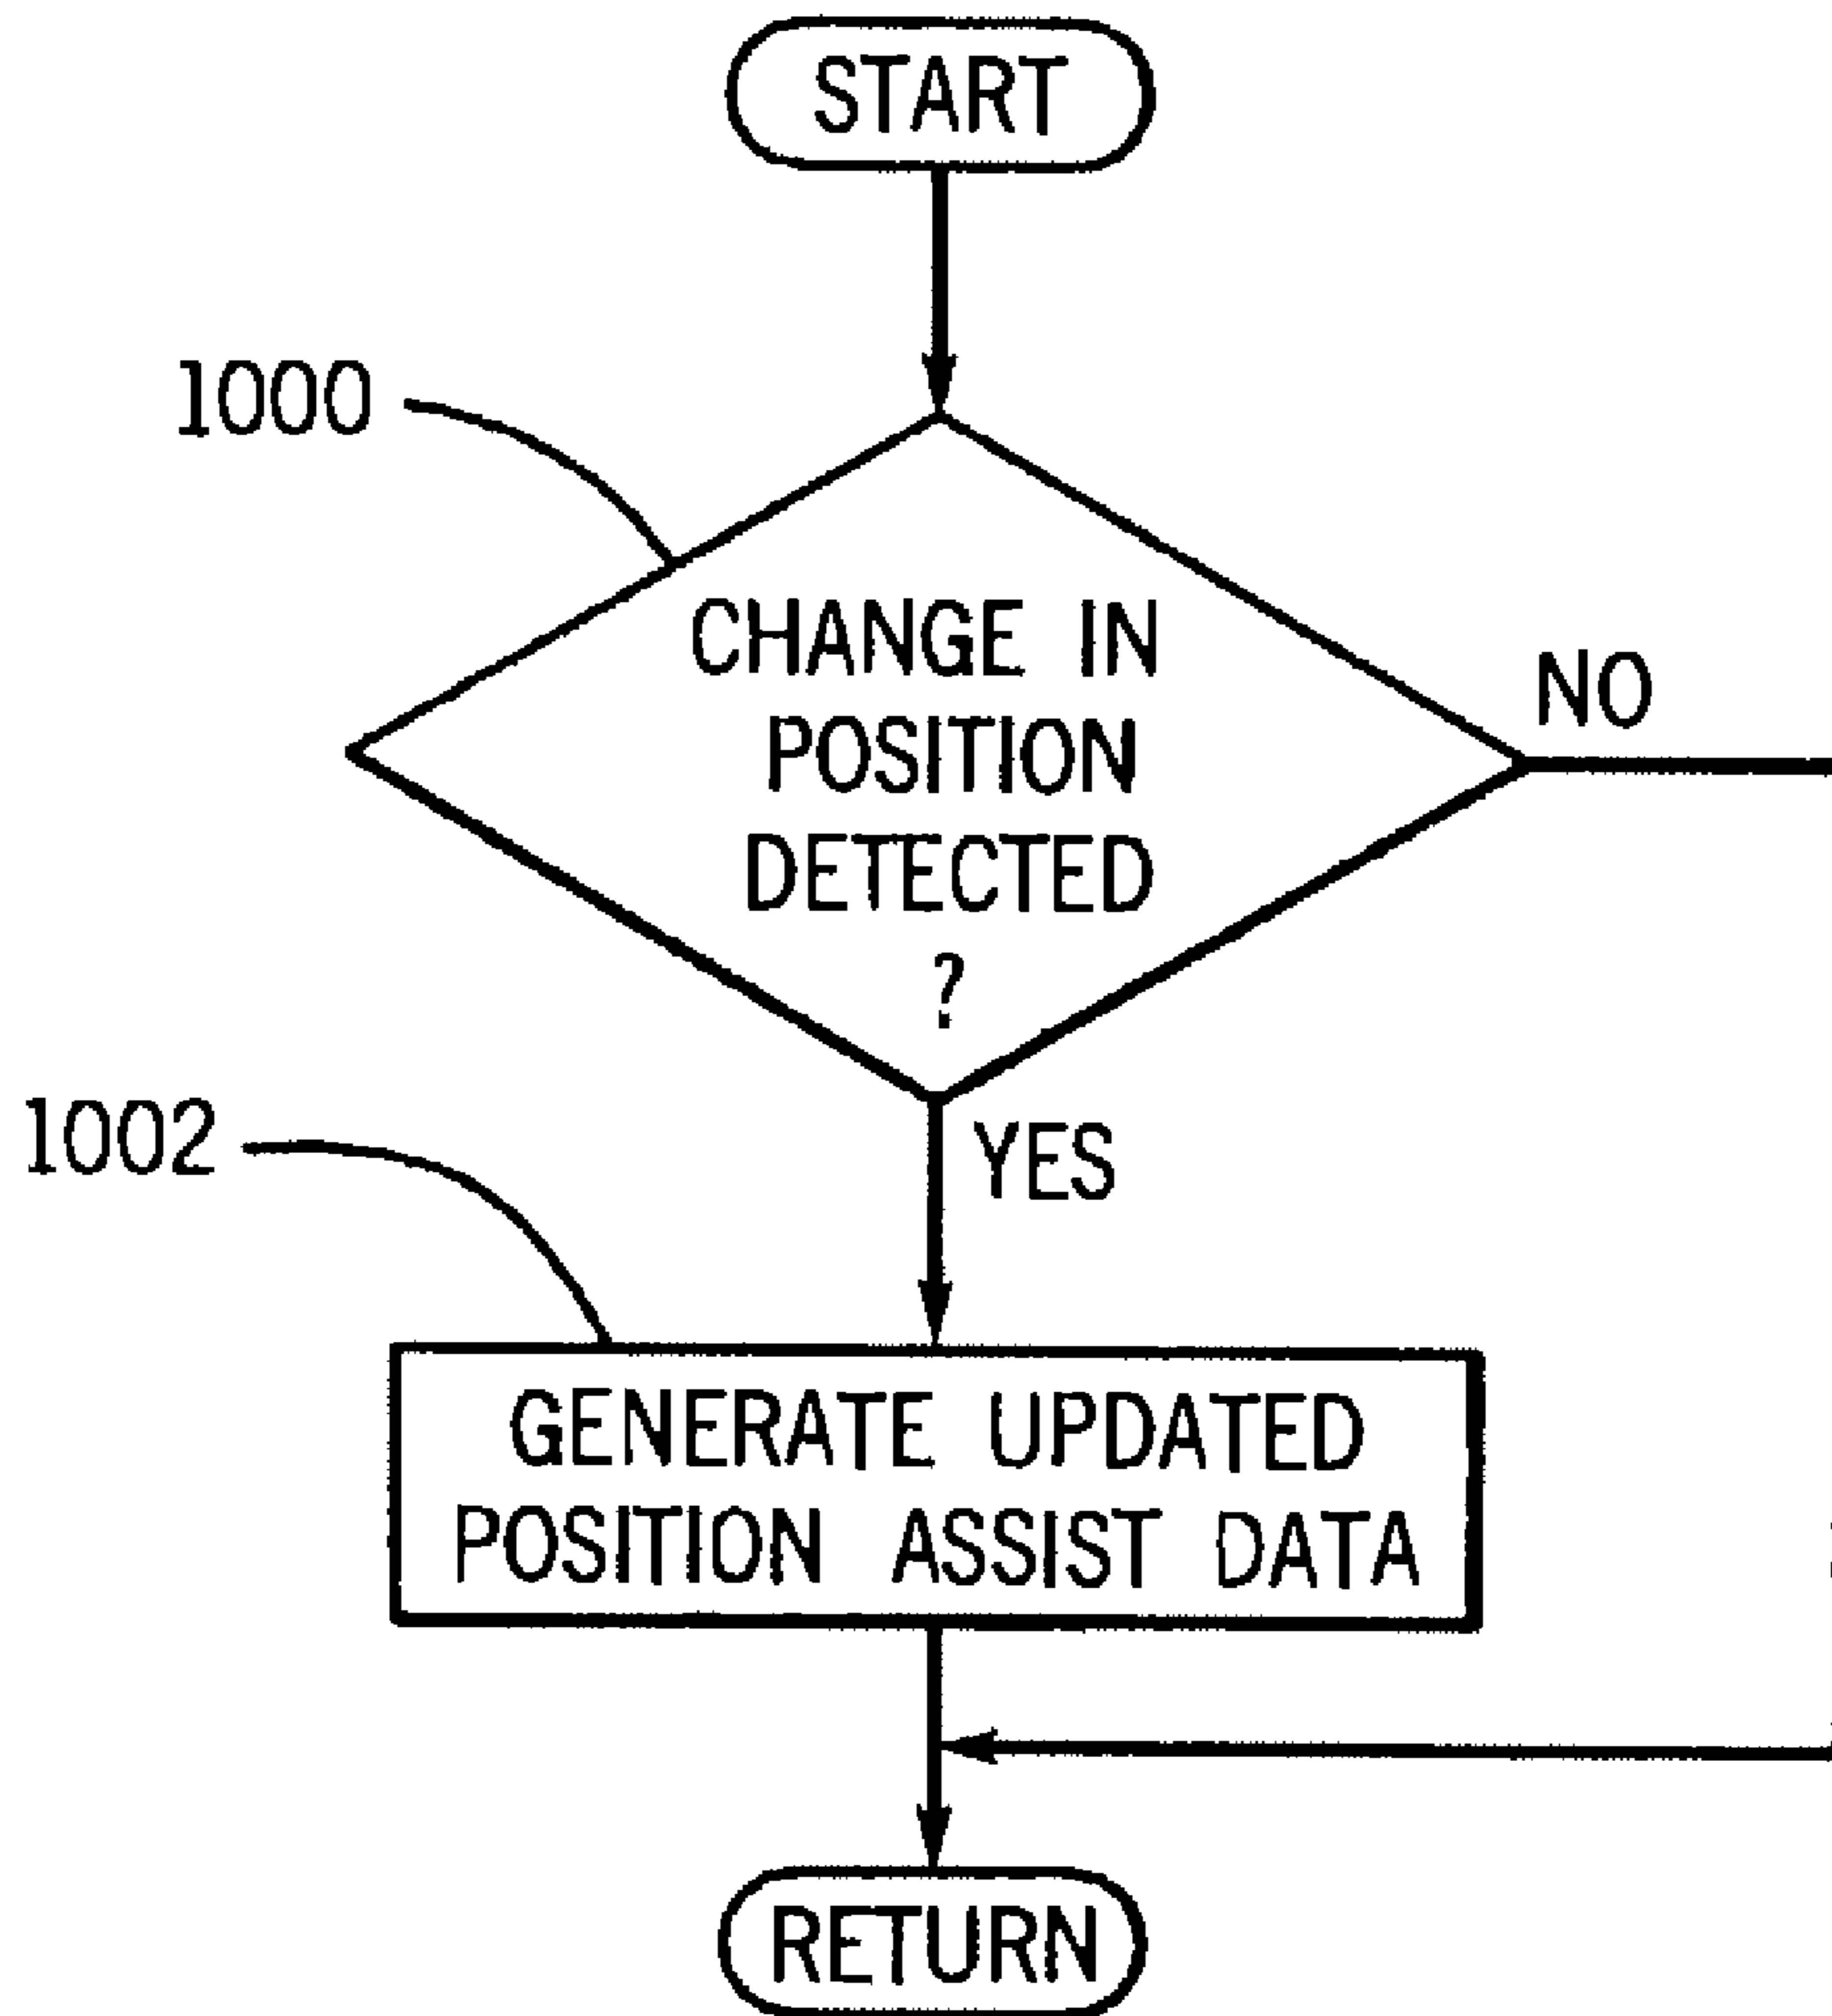 START
1000
CHANGE IN
POSITION
DETECTED
?
NO
1002
YES
GENERATE UPDATED
POSITION ASSIST DATA
RETURN